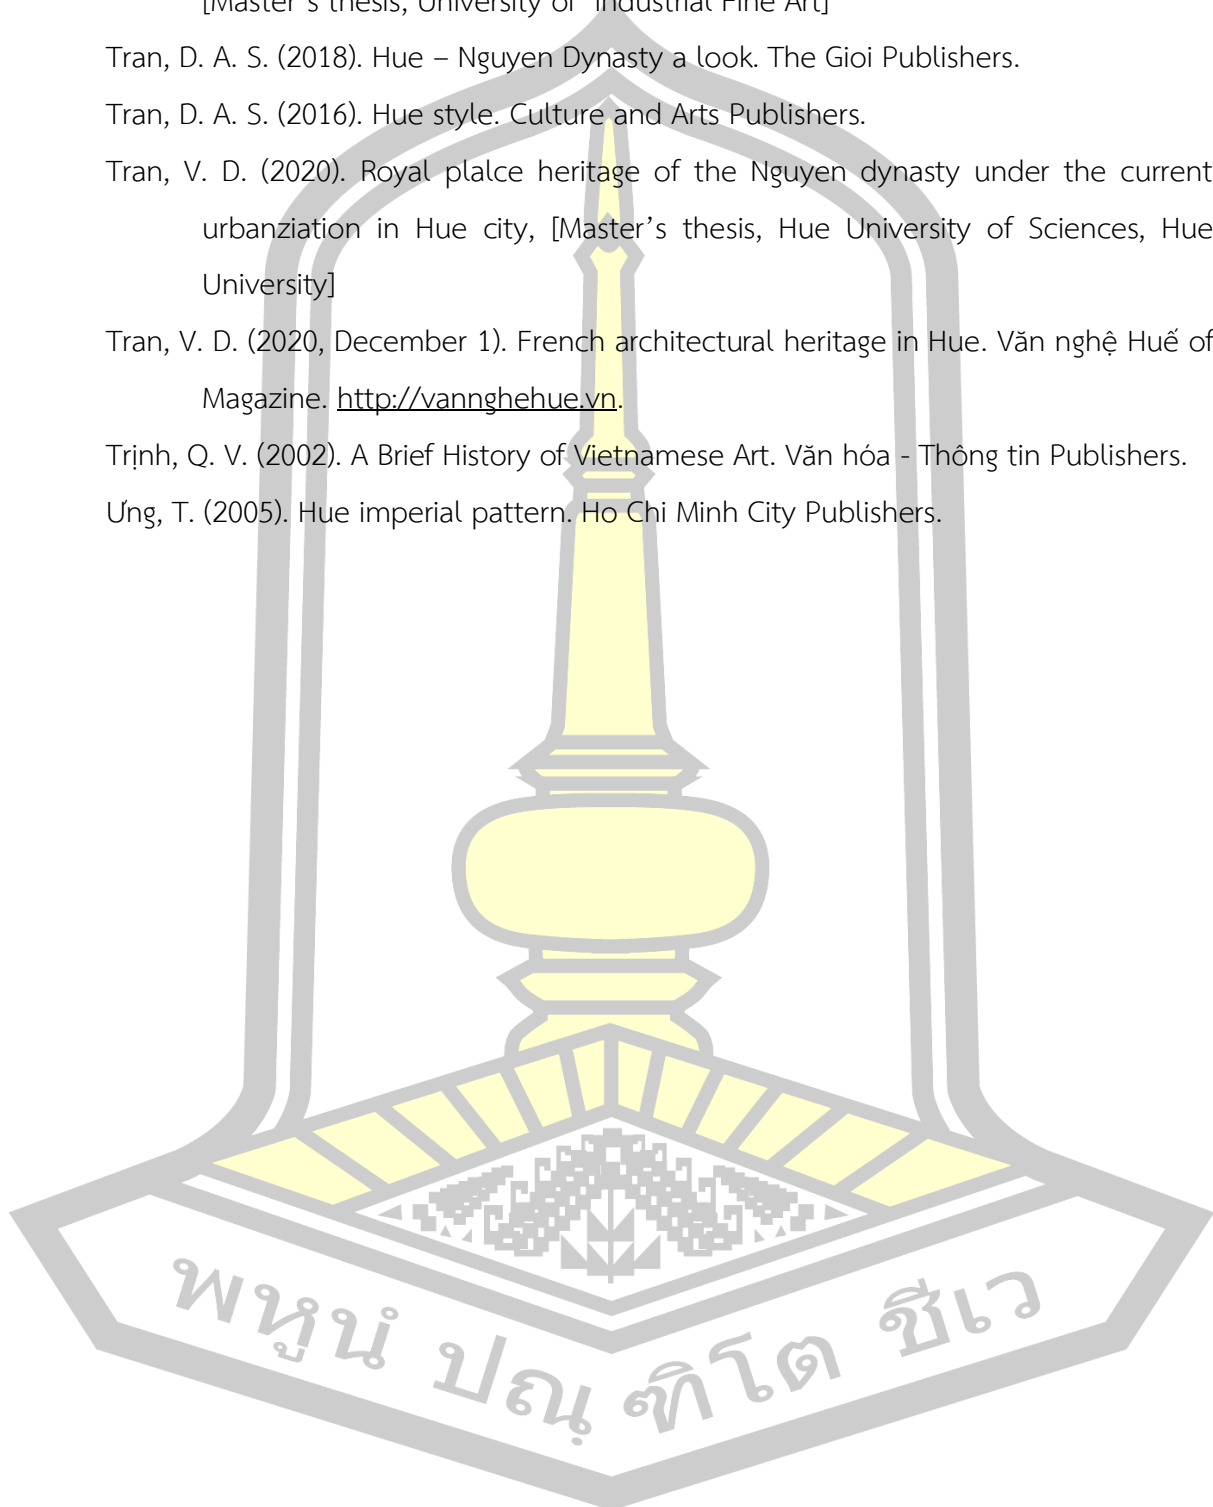 [Master's thesis, University of Industrial Fine Art]
Tran, D. A. S. (2018). Hue – Nguyen Dynasty a look. The Gioi Publishers.
Tran, D. A. S. (2016). Hue style. Culture and Arts Publishers.
Tran, V. D. (2020). Royal plalce heritage of the Nguyen dynasty under the current
urbanziation in Hue city, [Master's thesis, Hue University of Sciences, Hue
University]
Tran, V. D. (2020, December 1). French architectural heritage in Hue. Văn nghệ Huế of
Magazine. http://vannghehue.vn.
Trịnh, Q. V. (2002). A Brief History of Vietnamese Art. Văn hóa - Thông tin Publishers.
Ưng, T. (2005). Hue imperial pattern. Ho Chi Minh City Publishers.
พหูนํ ปณฺฑิโต ชีเว